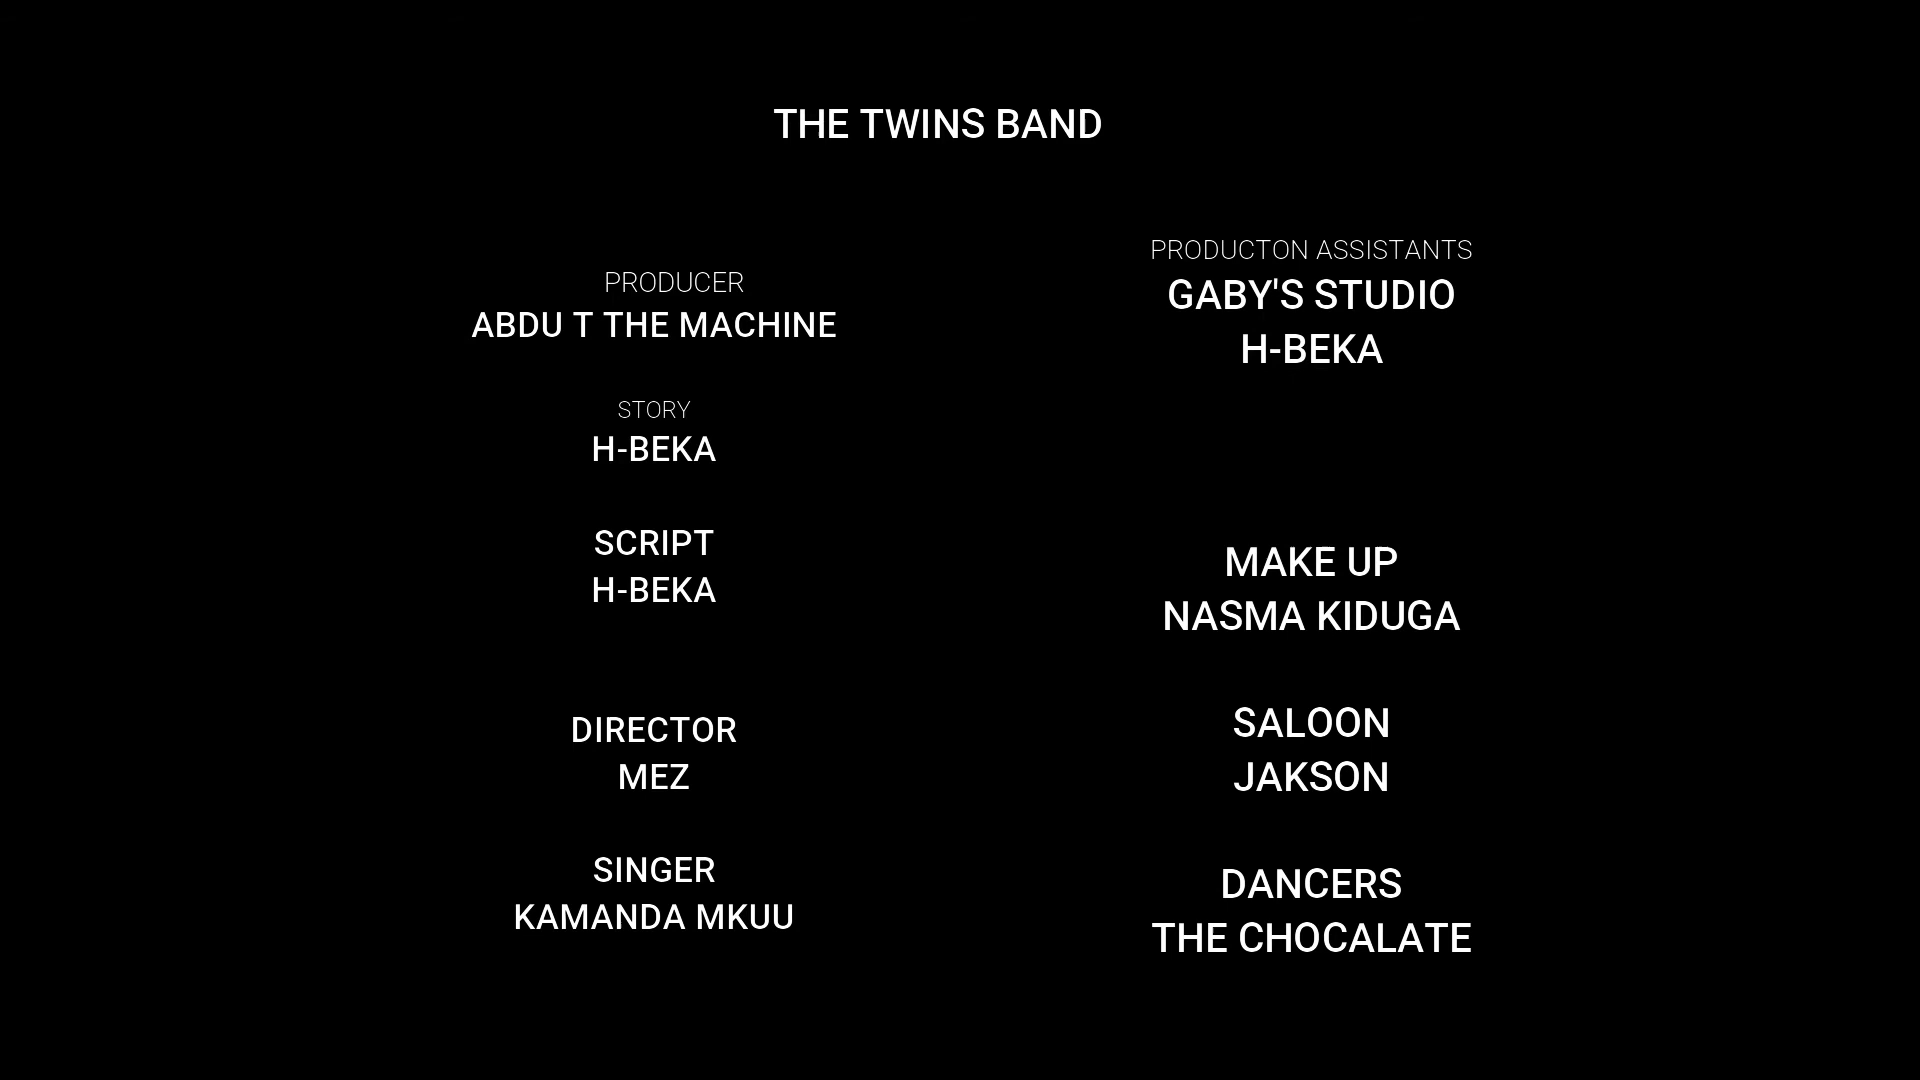 THE TWINS BAND
PRODUCER
ABDU T THE MACHINE
STORY
H-BEKA
SCRIPT
H-BEKA
DIRECTOR
MEZ
SINGER
KAMANDA MKUU
PRODUCTON ASSISTANTS
GABY'S STUDIO
H-BEKA
MAKE UP
NASMA KIDUGA
SALOON
JAKSON
DANCERS
THE CHOCALATE